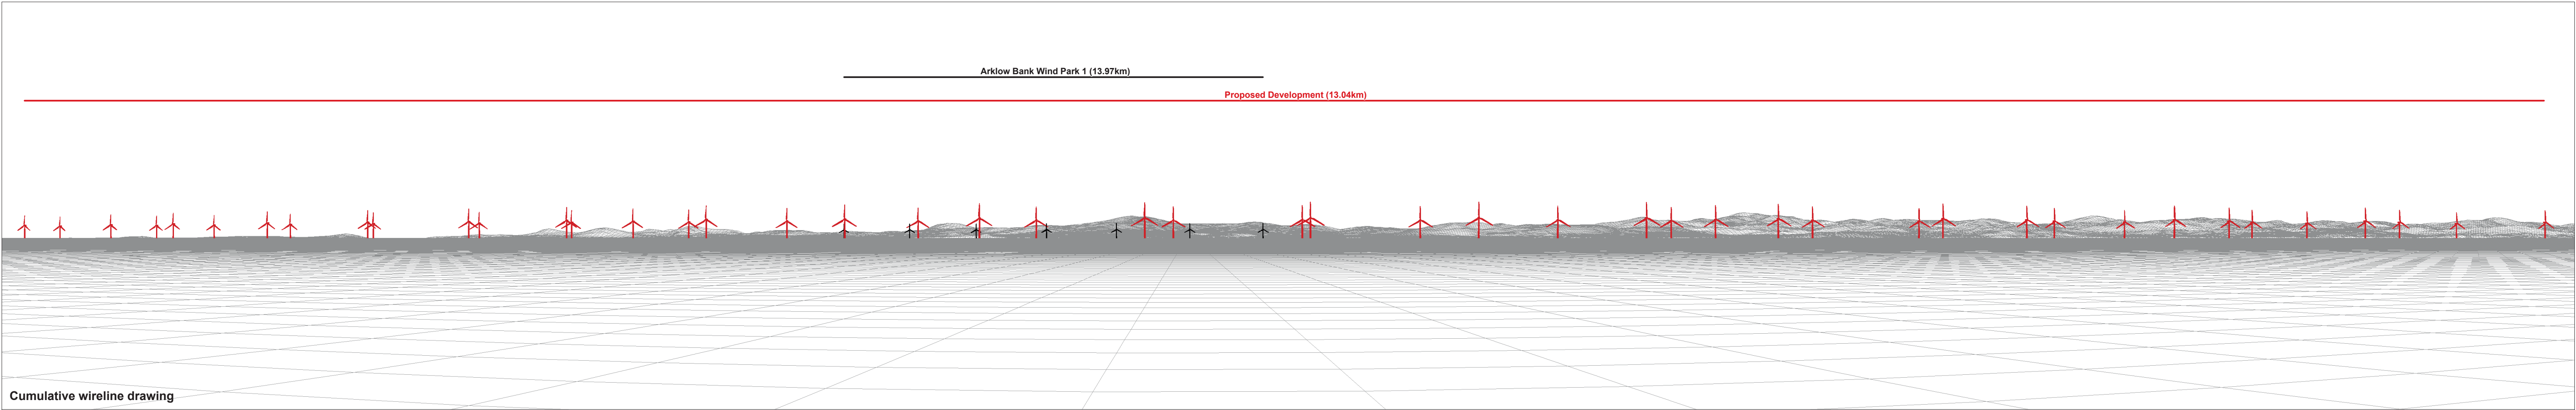 Arklow Bank Wind Park 1 (13.97km)
Proposed Development (13.04km)
Cumulative wireline drawing